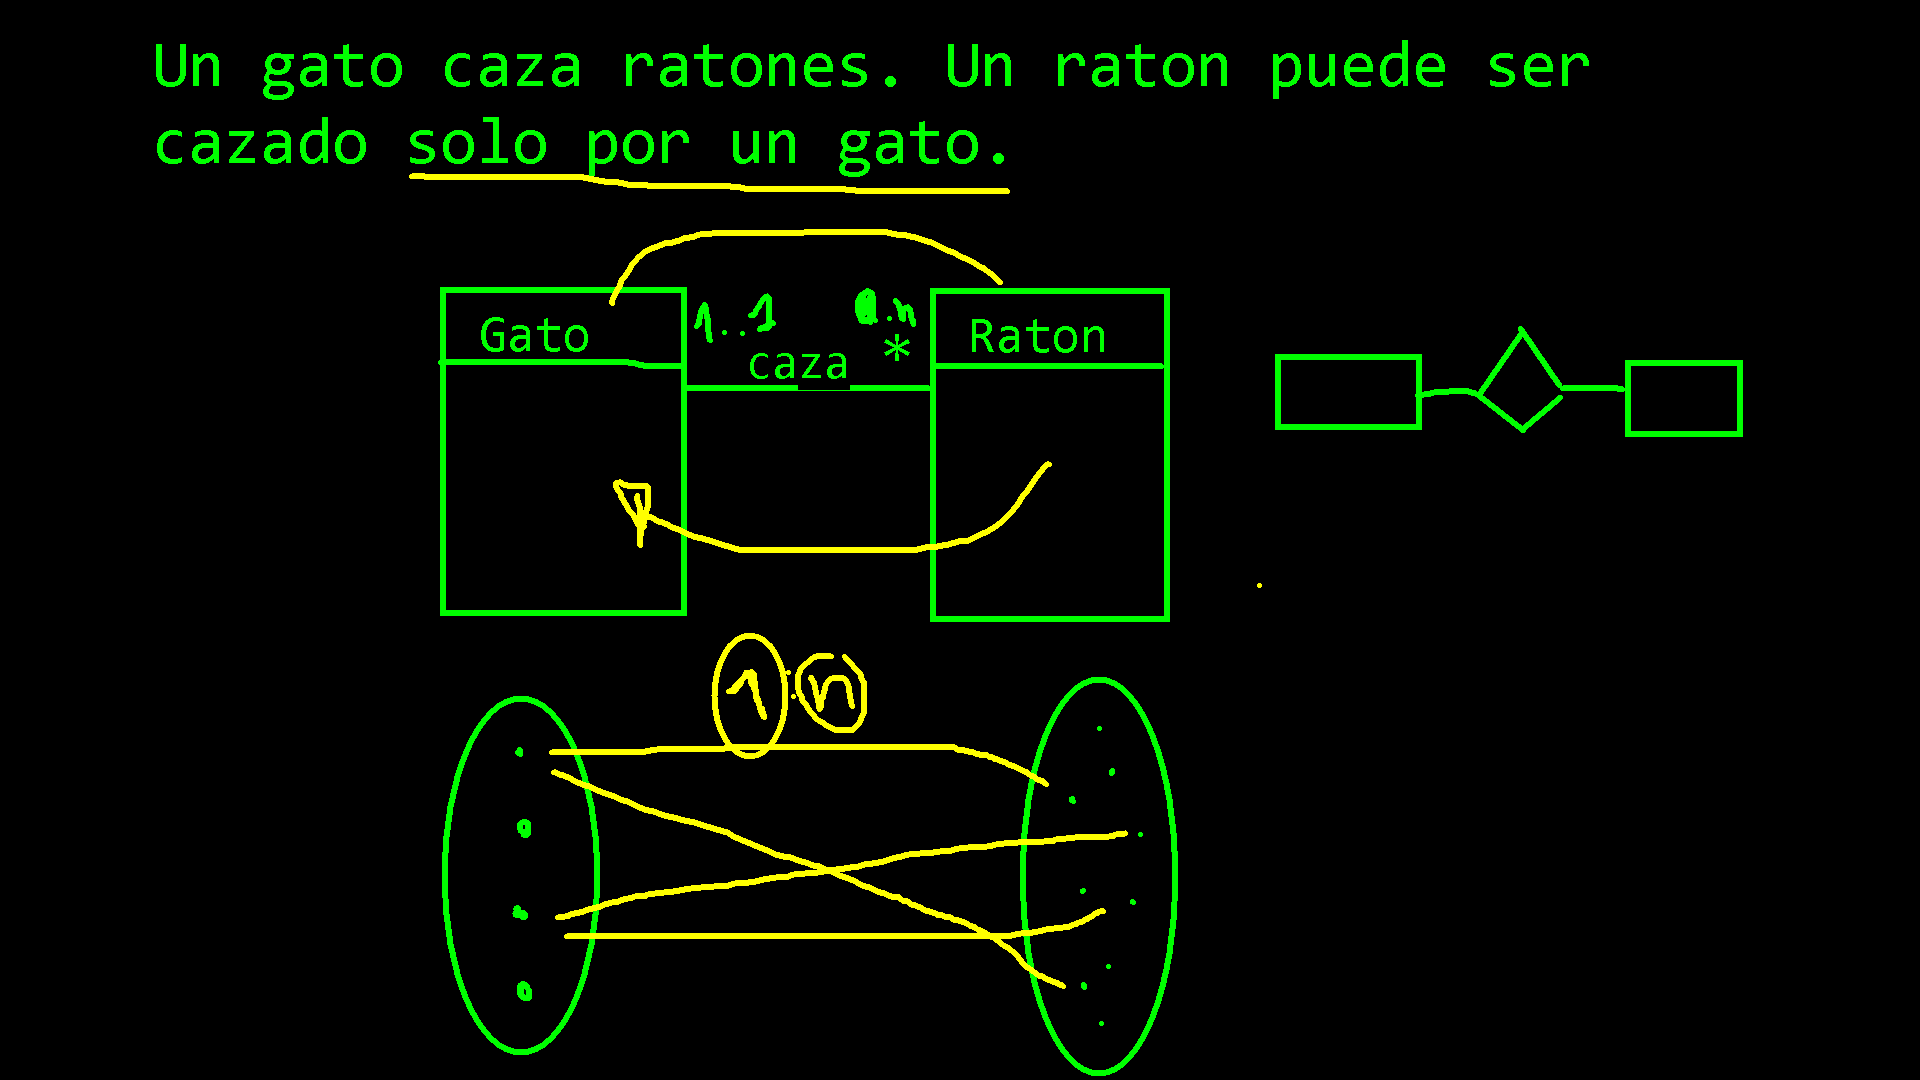 Un gato caza ratones. Un raton puede ser
cazado solo por un gato.
Gato 1..1 caza * Raton
1:n